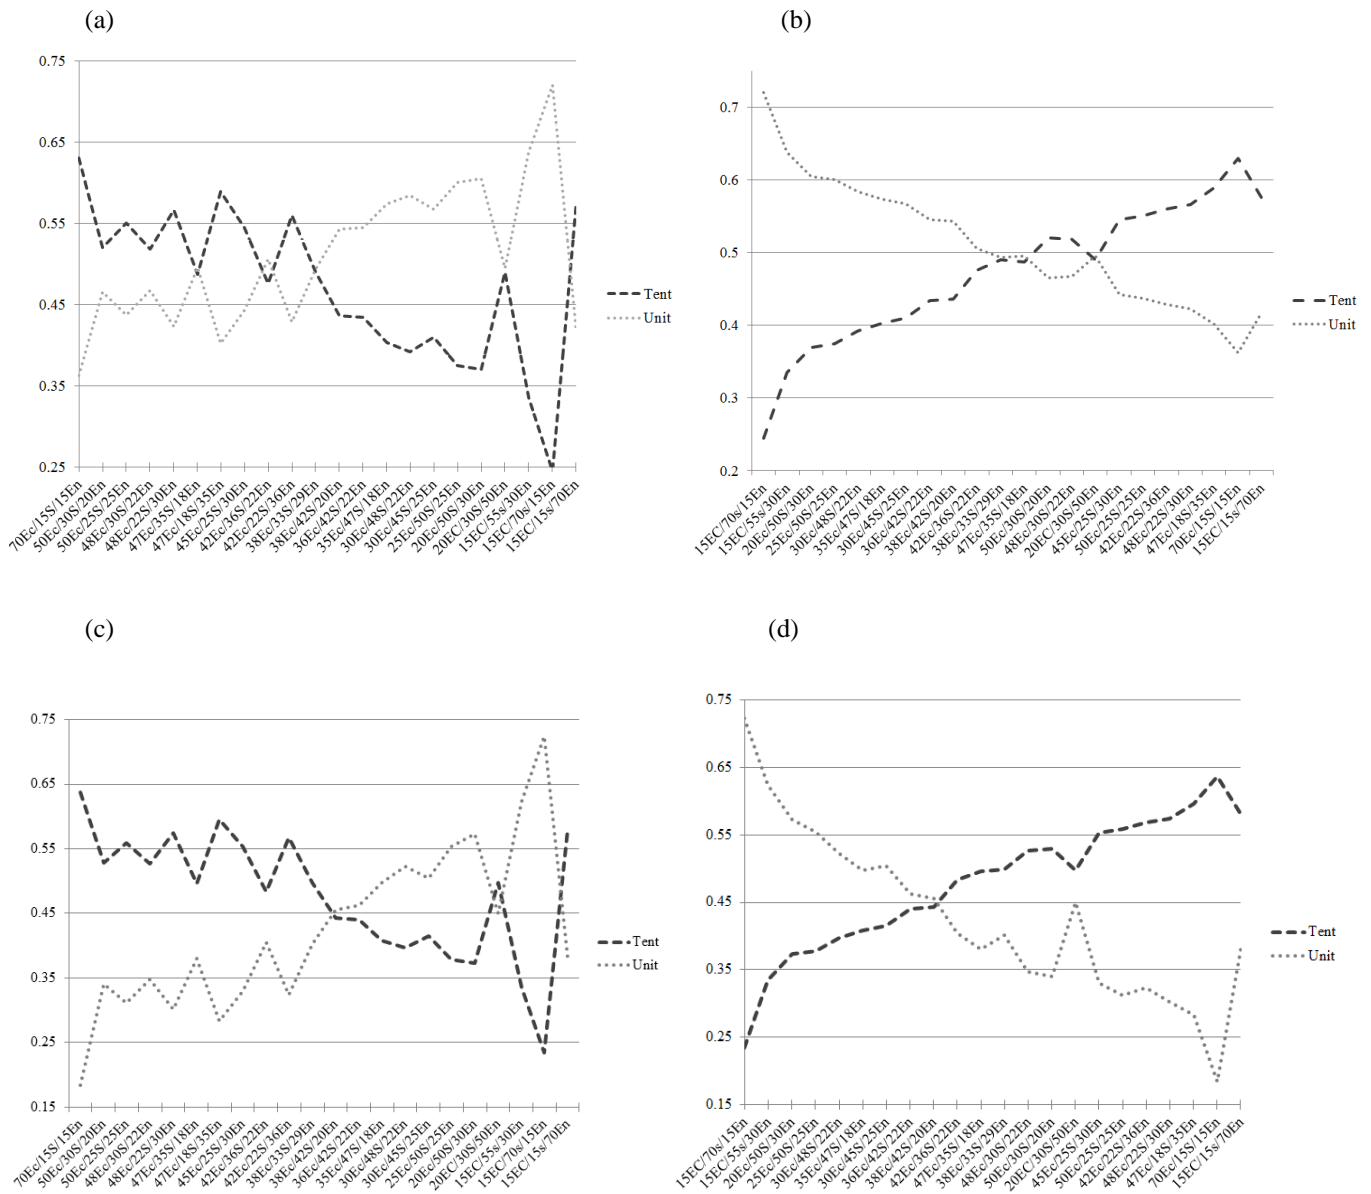 (a)
0.75
0.65
0.55
0.45
0.35
0.25
Tent
Unit
70Ec/15S/15En
50Ec/30S/20En
50Ec/25S/25En
48Ec/30S/22En
48Ec/22S/30En
47Ec/35S/18En
47Ec/18S/35En
45Ec/25S/30En
42Ec/36S/22En
42Ec/22S/36En
38Ec/33S/29En
38Ec/42S/20En
36Ec/42S/22En
35Ec/47S/18En
30Ec/48S/22En
30Ec/45S/25En
25Ec/50S/25En
20Ec/50S/30En
20EC/30S/50En
15EC/55s/30En
15EC/70s/15En
15EC/15s/70En
(b)
0.7
0.6
0.5
0.4
0.3
0.2
Tent
Unit
15EC/70s/15En
15EC/55s/30En
20Ec/50S/30En
25Ec/50S/25En
30Ec/48S/22En
35Ec/47S/18En
30Ec/45S/25En
36Ec/42S/22En
38Ec/42S/20En
42Ec/36S/22En
38Ec/33S/29En
47Ec/35S/18En
50Ec/30S/20En
48Ec/30S/22En
20EC/30S/50En
45Ec/25S/30En
50Ec/25S/25En
42Ec/22S/36En
48Ec/22S/30En
47Ec/18S/35En
70Ec/15S/15En
15EC/15s/70En
(c)
0.75
0.65
0.55
0.45
0.35
0.25
0.15
Tent
Unit
70Ec/15S/15En
50Ec/30S/20En
50Ec/25S/25En
48Ec/30S/22En
48Ec/22S/30En
47Ec/35S/18En
47Ec/18S/35En
45Ec/25S/30En
42Ec/36S/22En
42Ec/22S/36En
38Ec/33S/29En
38Ec/42S/20En
36Ec/42S/22En
35Ec/47S/18En
30Ec/48S/22En
30Ec/45S/25En
25Ec/50S/25En
20Ec/50S/30En
20EC/30S/50En
15EC/55s/30En
15EC/70s/15En
15EC/15s/70En
(d)
0.75
0.65
0.55
0.45
0.35
0.25
0.15
Tent
Unit
15EC/70s/15En
15EC/55s/30En
20Ec/50S/30En
25Ec/50S/25En
30Ec/48S/22En
35Ec/47S/18En
30Ec/45S/25En
36Ec/42S/22En
38Ec/42S/20En
42Ec/36S/22En
47Ec/35S/18En
38Ec/33S/29En
48Ec/30S/22En
50Ec/30S/20En
20EC/30S/50En
45Ec/25S/30En
50Ec/25S/25En
42Ec/22S/36En
48Ec/22S/30En
47Ec/18S/35En
70Ec/15S/15En
15EC/15s/70En